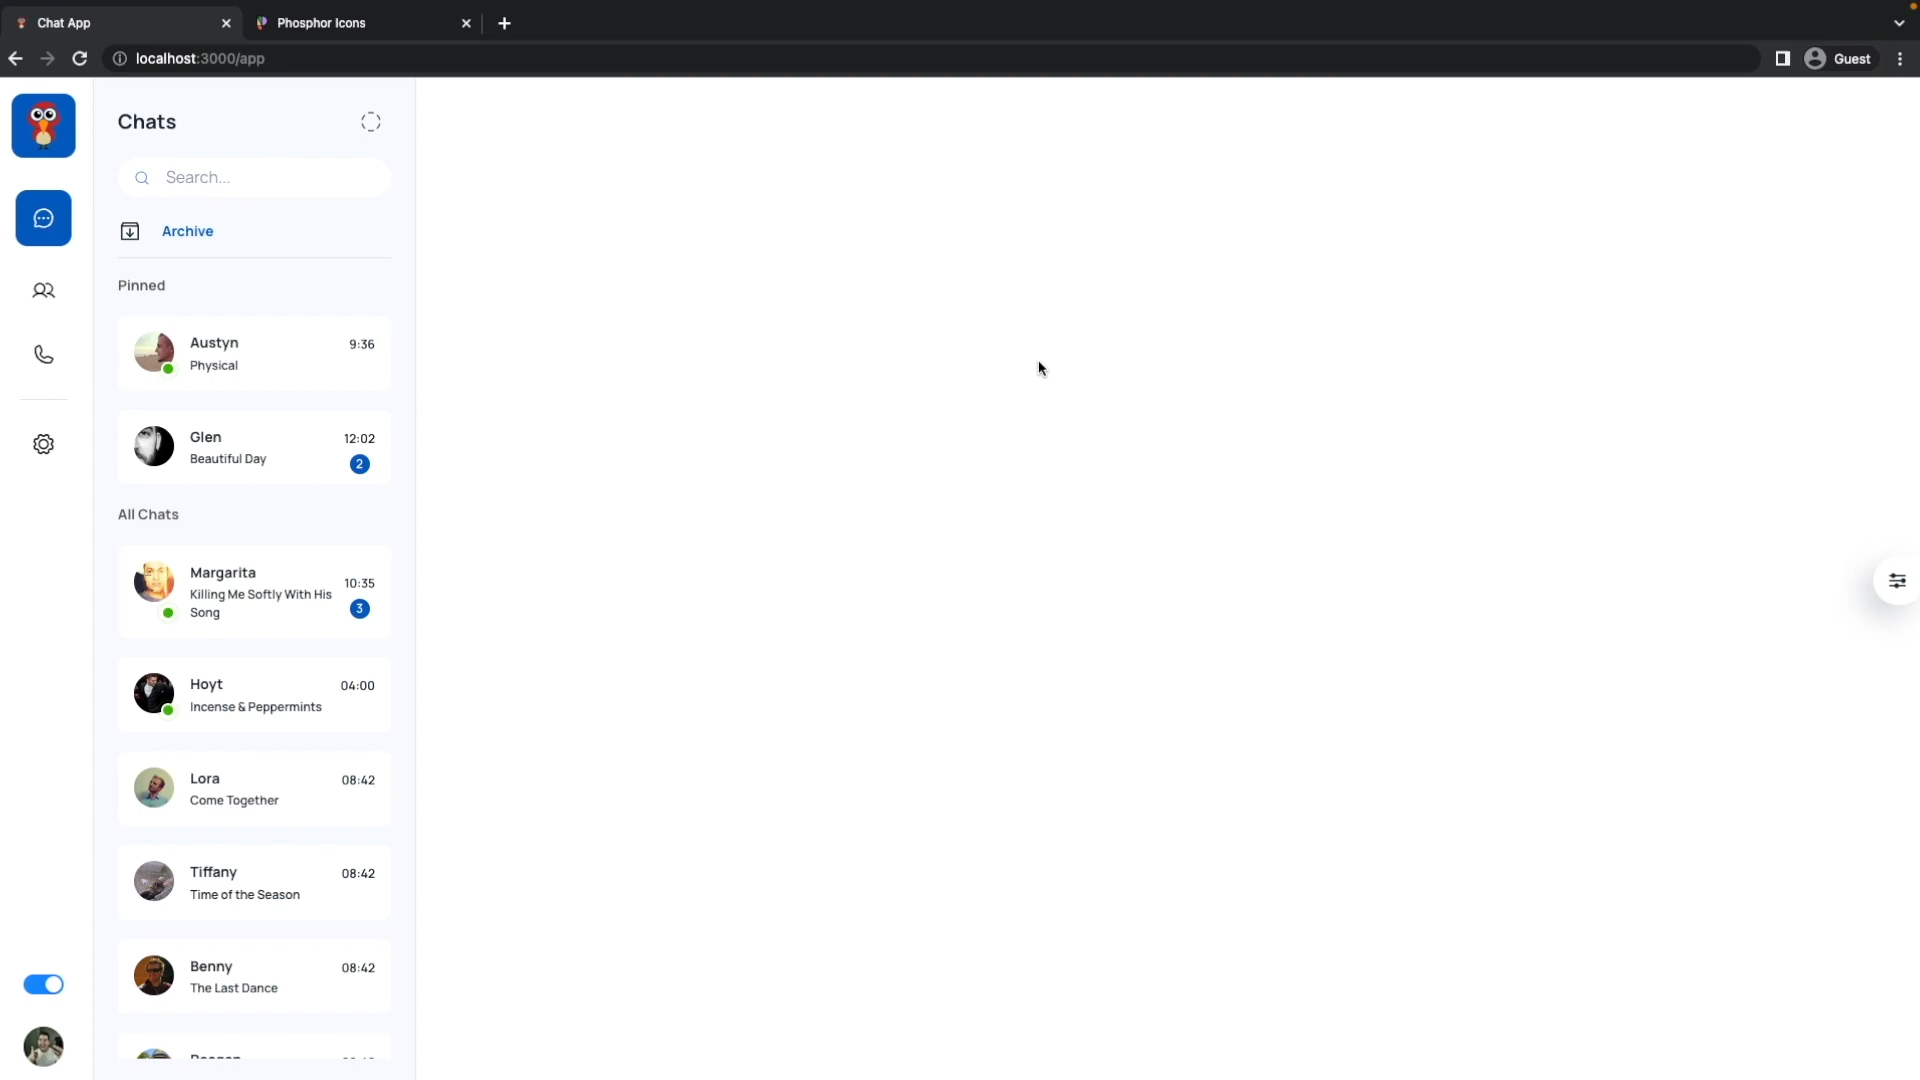 Chat App
Phosphor Icons
localhost:3000/app
Guest
Chats
Search...
Archive
Pinned
Austyn
9:36
Physical
Glen
12:02
Beautiful Day
2
All Chats
Margarita
10:35
Killing Me Softly With His
Song
3
Hoyt
04:00
Incense & Peppermints
Lora
08:42
Come Together
Tiffany
08:42
Time of the Season
Benny
08:42
The Last Dance